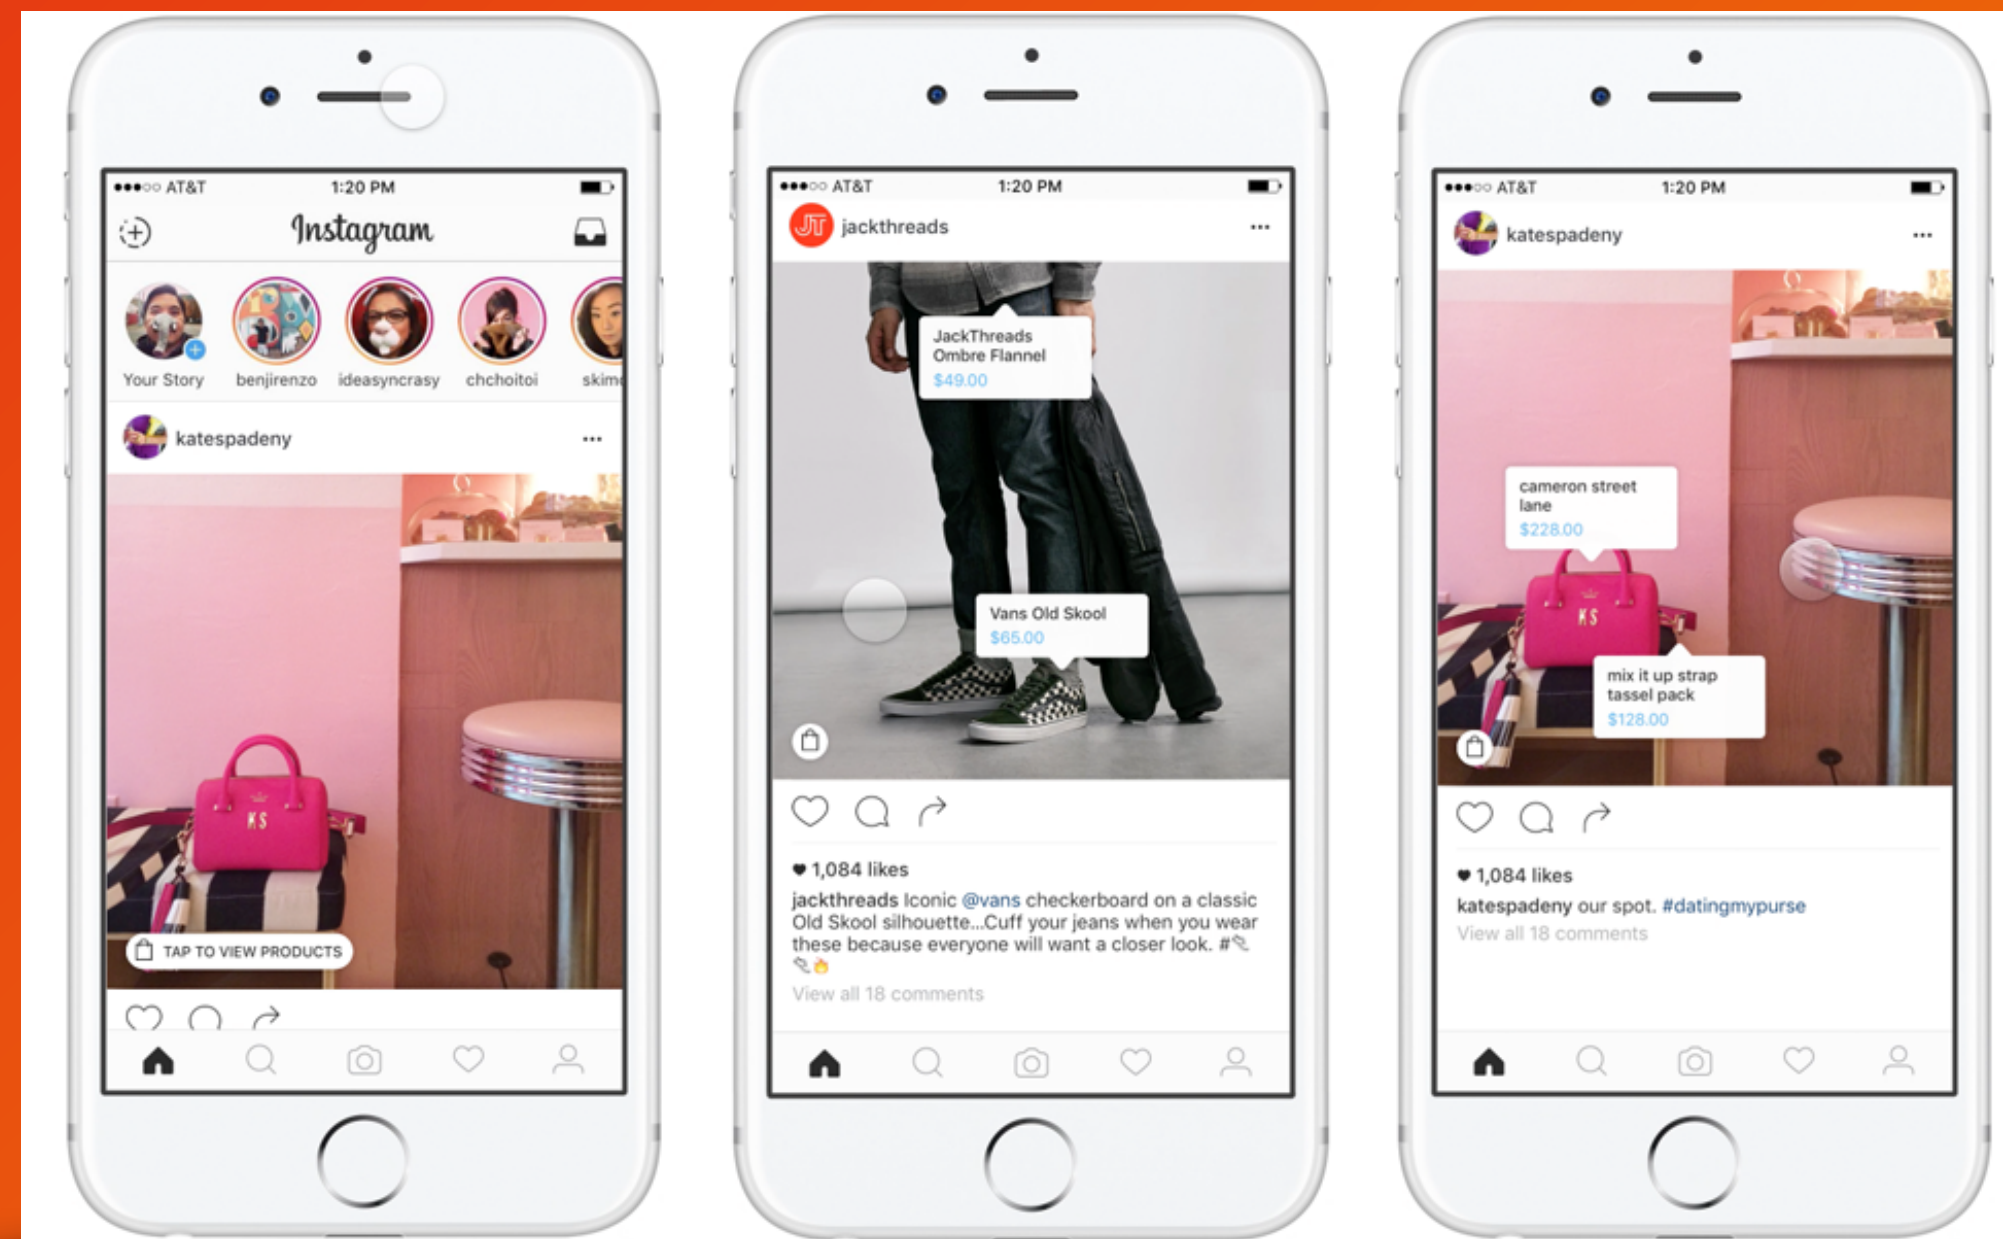 ●●●○○ AT&T 1:20 PM
Instagram
Your Story benjirenzo ideasyncrasy chchoitoi skimo
katespadeny
KS
TAP TO VIEW PRODUCTS
●●●○○ AT&T 1:20 PM
JT jackthreads
JackThreads
Ombre Flannel
$49.00
Vans Old Skool
$65.00
1,084 likes
jackthreads Iconic @vans checkerboard on a classic
Old Skool silhouette...Cuff your jeans when you wear
these because everyone will want a closer look. #👟
👟🔥
View all 18 comments
●●●○○ AT&T 1:20 PM
katespadeny
cameron street
lane
$228.00
KS
mix it up strap
tassel pack
$128.00
1,084 likes
katespadeny our spot. #datingmypurse
View all 18 comments